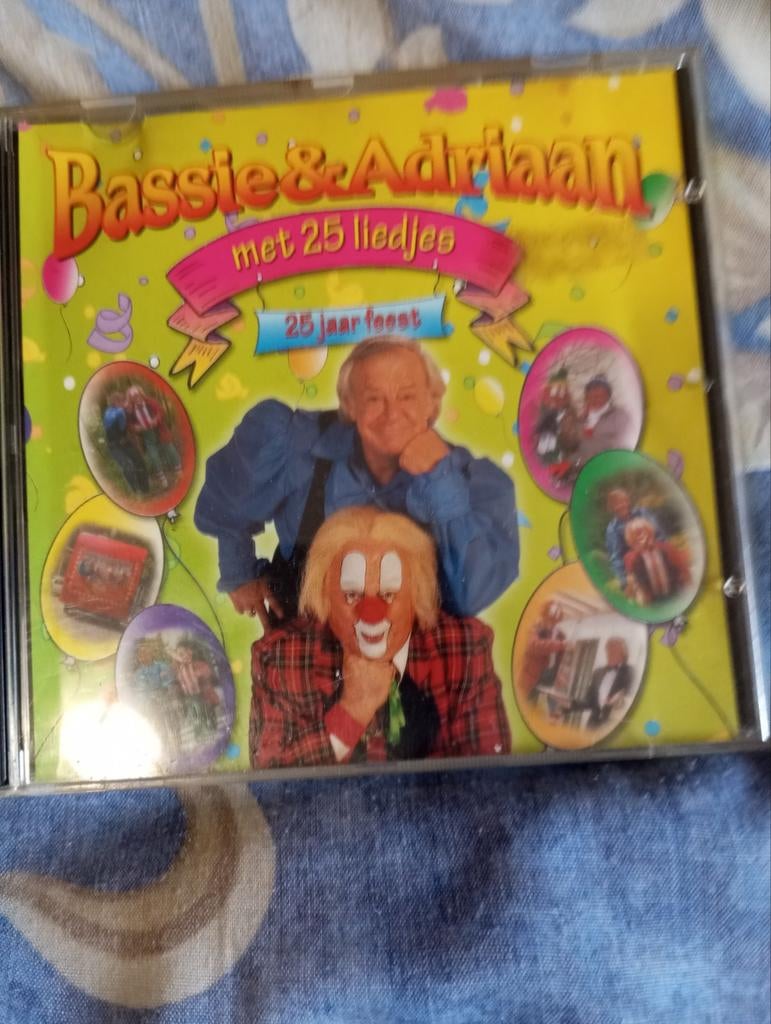 Bassie & Adriaan
met 25 liedjes
25 jaar feest